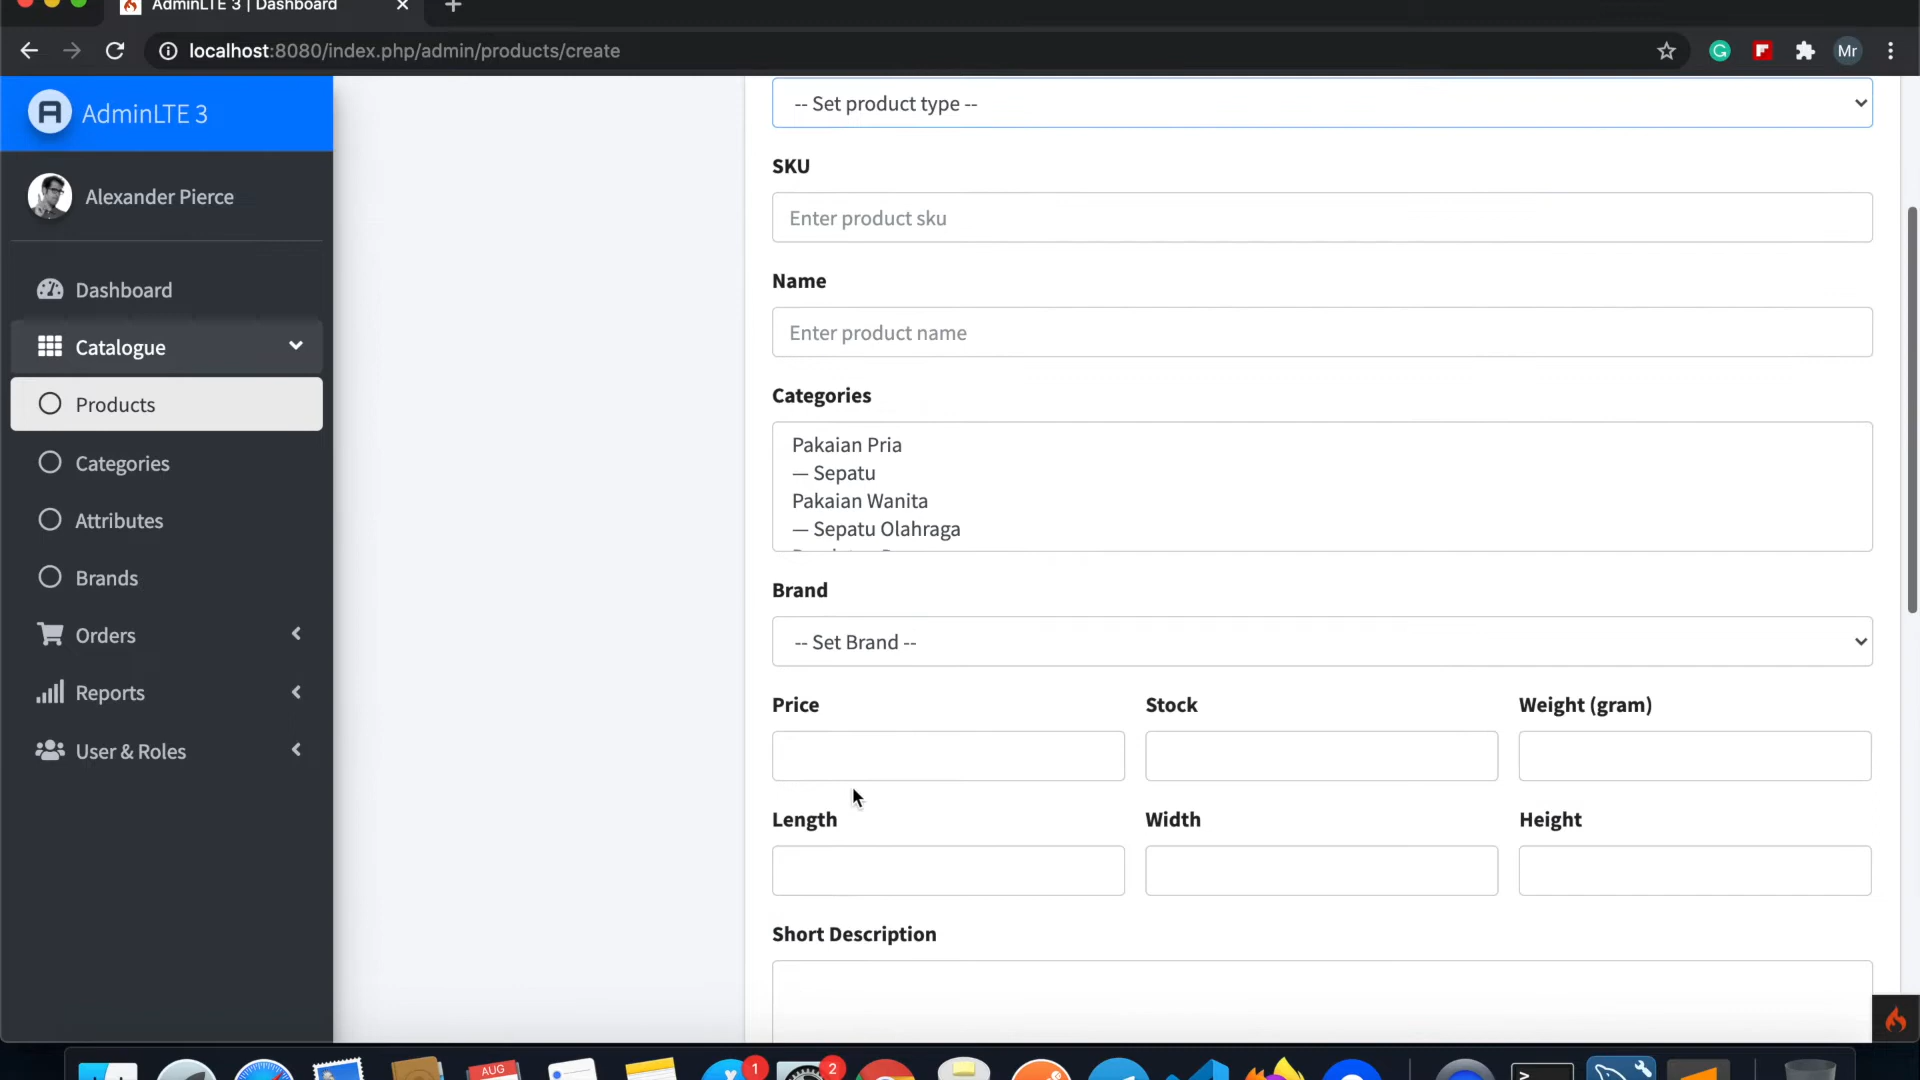 AdminLTE 3 | Dashboard
localhost:8080/index.php/admin/products/create
Mr
AdminLTE 3
Alexander Pierce
Dashboard
Catalogue
Products
Categories
Attributes
Brands
Orders
Reports
User & Roles
-- Set product type --
SKU
Enter product sku
Name
Enter product name
Categories
Pakaian Pria
— Sepatu
Pakaian Wanita
— Sepatu Olahraga
Brand
-- Set Brand --
Price
Stock
Weight (gram)
Length
Width
Height
Short Description
AUG
1
2